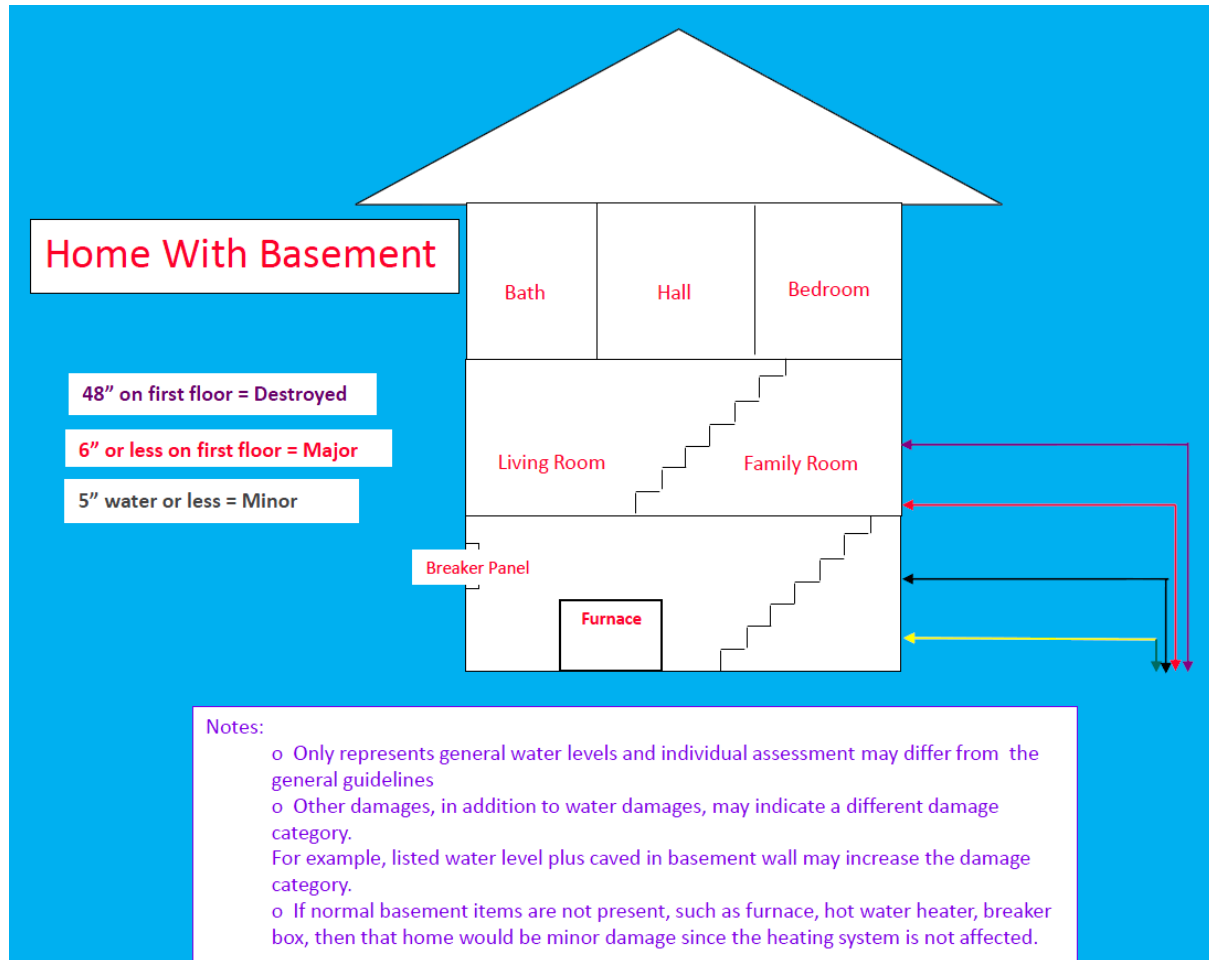 Home With Basement
Bath
Hall
Bedroom
48” on first floor = Destroyed
6” or less on first floor = Major
5” water or less = Minor
Living Room
Family Room
Breaker Panel
Furnace
Notes:
o Only represents general water levels and individual assessment may differ from the
general guidelines
o Other damages, in addition to water damages, may indicate a different damage
category.
For example, listed water level plus caved in basement wall may increase the damage
category.
o If normal basement items are not present, such as furnace, hot water heater, breaker
box, then that home would be minor damage since the heating system is not affected.